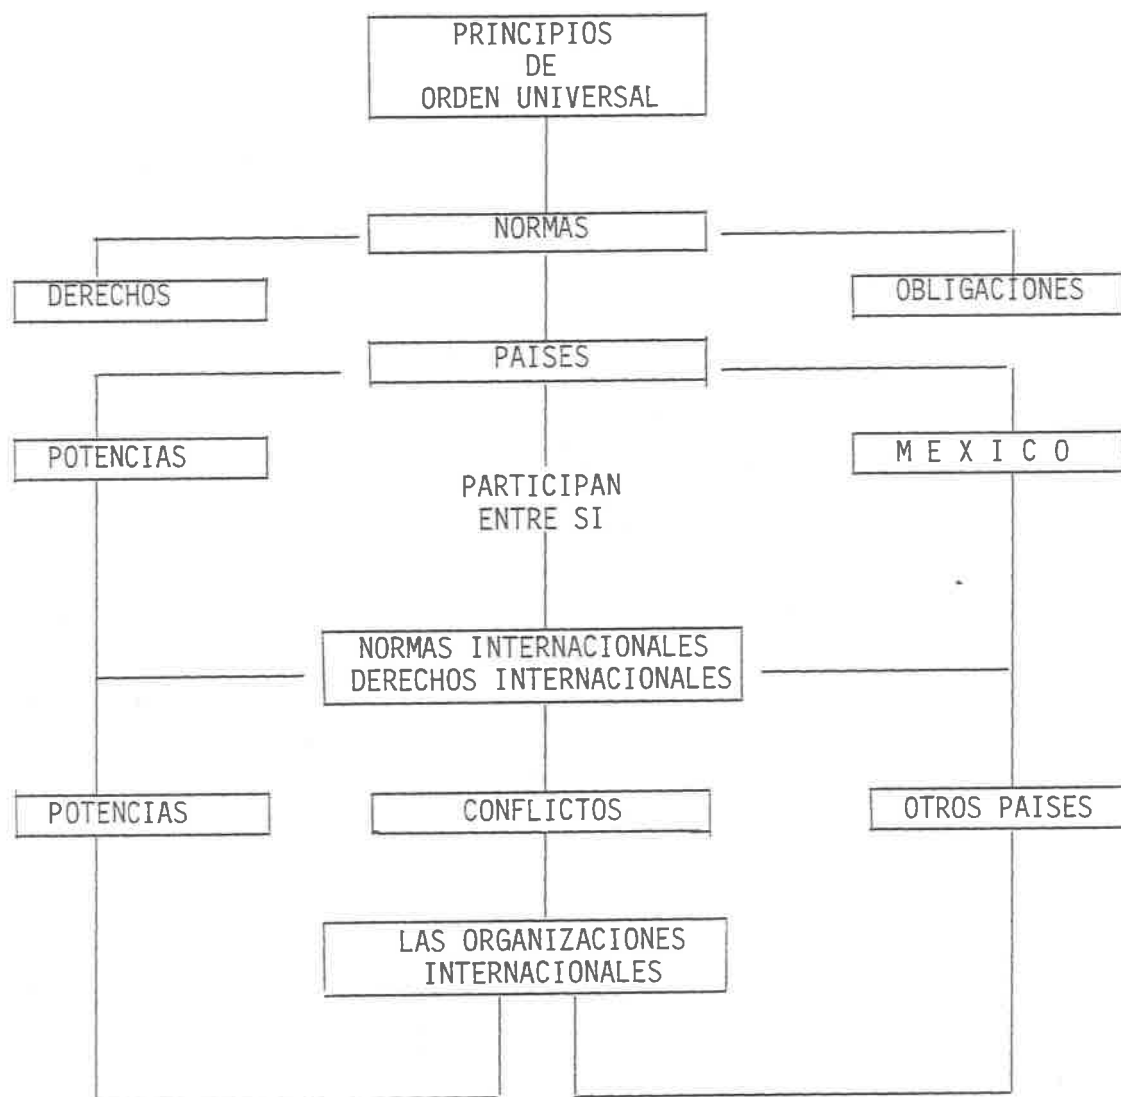 PRINCIPIOS
DE
ORDEN UNIVERSAL
NORMAS
DERECHOS
OBLIGACIONES
PAISES
POTENCIAS
M E X I C O
PARTICIPAN
ENTRE SI
NORMAS INTERNACIONALES
DERECHOS INTERNACIONALES
POTENCIAS
CONFLICTOS
OTROS PAISES
LAS ORGANIZACIONES
INTERNACIONALES